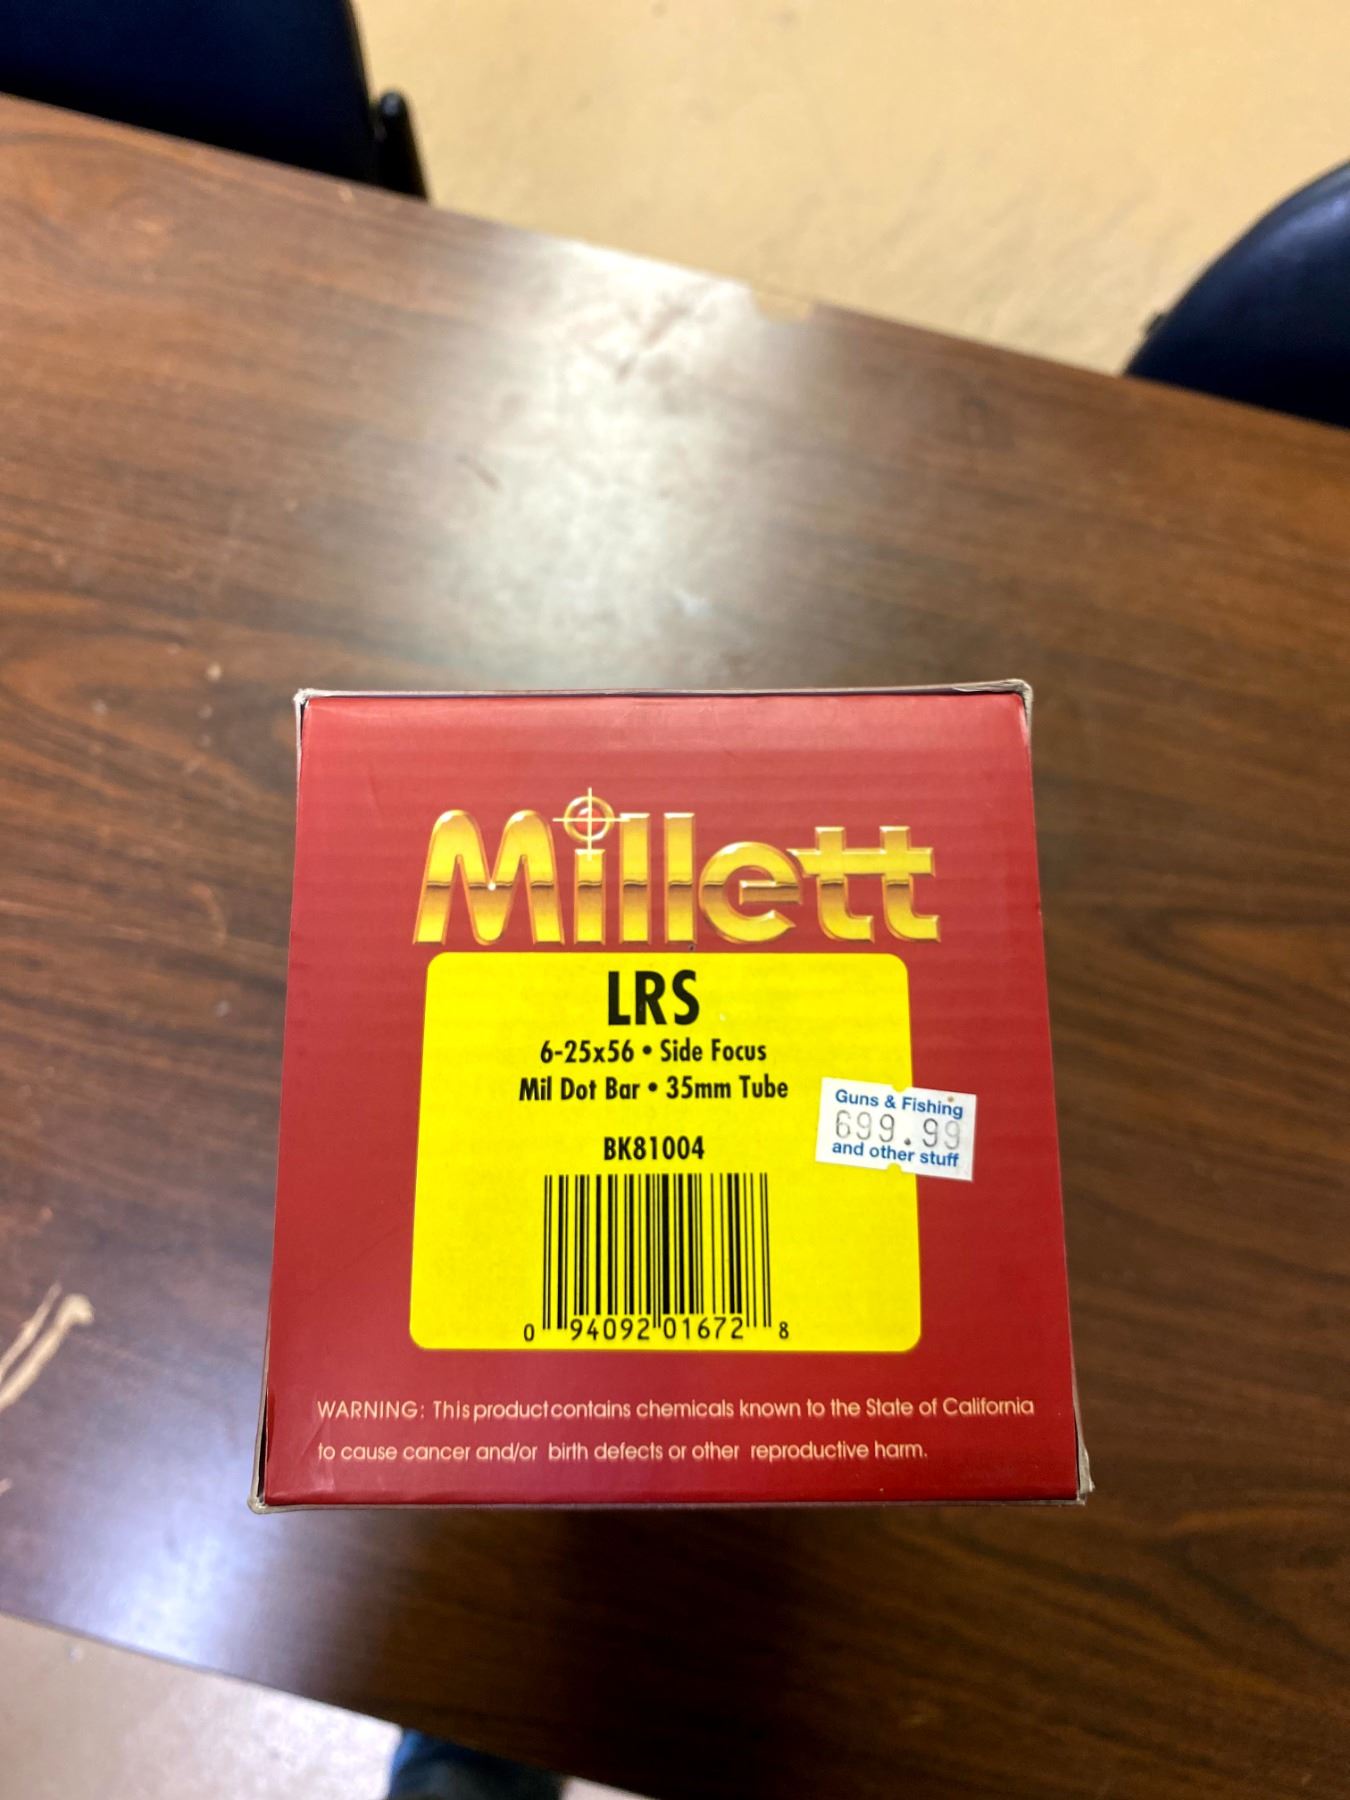 Millett
LRS
6-25x56 • Side Focus
Mil Dot Bar • 35mm Tube
Guns & Fishing
699.99
and other stuff
BK81004
0 94092 01672 8
WARNING: This product contains chemicals known to the State of California
to cause cancer and/or birth defects or other reproductive harm.